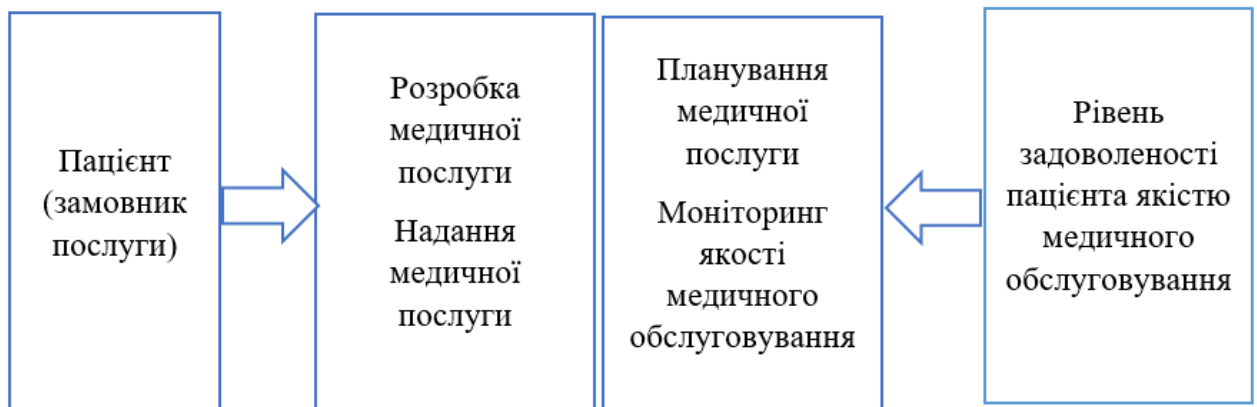 Пацієнт
(замовник
послуги)
Розробка
медичної
послуги
Надання
медичної
послуги
Планування
медичної
послуги
Моніторинг
якості
медичного
обслуговування
Рівень
задоволеності
пацієнта якістю
медичного
обслуговування